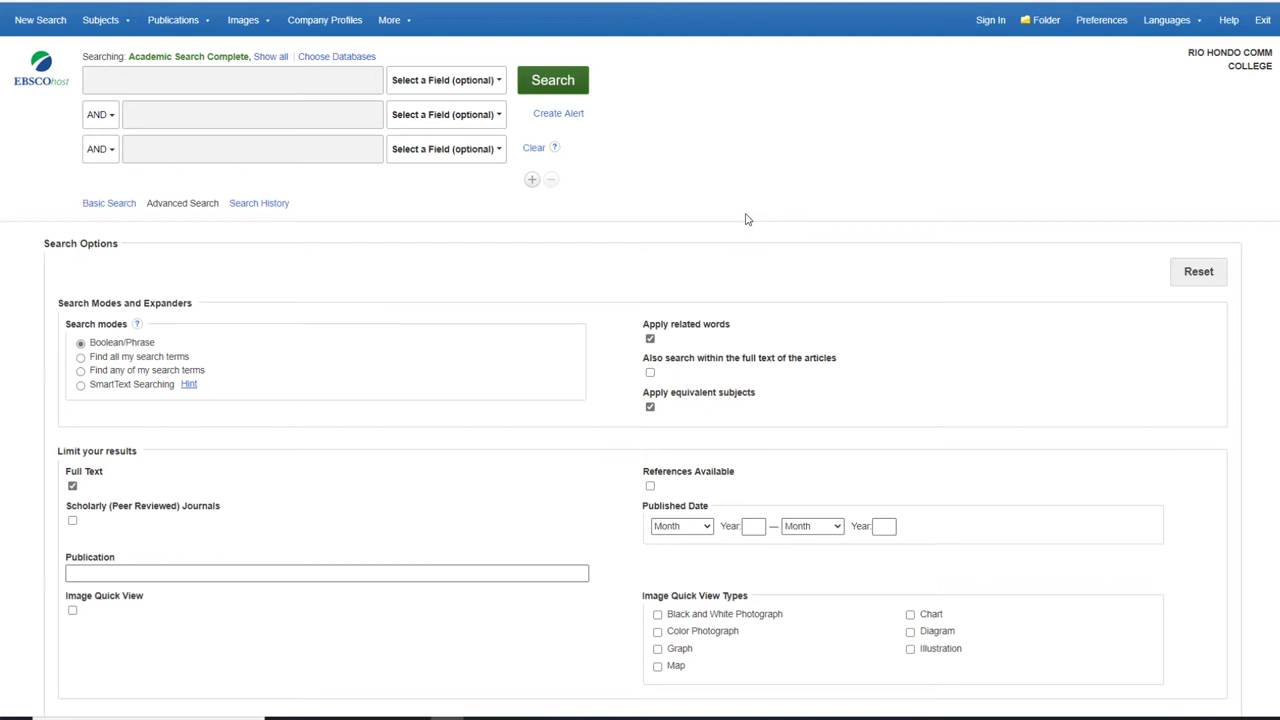 New Search Subjects Publications Images Company Profiles More Sign In Folder Preferences Languages Help Exit
Searching: Academic Search Complete, Show all | Choose Databases
RIO HONDO COMM
COLLEGE
EBSCOhost
Select a Field (optional) Search
AND Select a Field (optional) Create Alert
AND Select a Field (optional) Clear ?
Basic Search Advanced Search Search History
Search Options
Reset
Search Modes and Expanders
Search modes ?
Boolean/Phrase
Find all my search terms
Find any of my search terms
SmartText Searching Hint
Apply related words
Also search within the full text of the articles
Apply equivalent subjects
Limit your results
Full Text
Scholarly (Peer Reviewed) Journals
Publication
Image Quick View
References Available
Published Date
Month Year: — Month Year:
Image Quick View Types
Black and White Photograph Chart
Color Photograph Diagram
Graph Illustration
Map